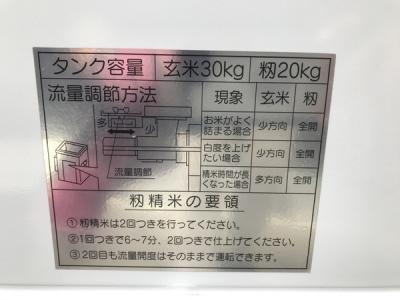 タンク容量 玄米30kg 籾20kg
流量調節方法 現象 玄米 籾
多 少
流量調節
お米がよく
詰まる場合 少方向 全開
白度を上げ
たい場合 少方向 全開
精米時間が長
くなった場合 多方向 全開
籾精米の要領
①籾精米は2回つきを行ってください。
②1回つきで6〜7分、2回つきで仕上げてください。
③2回目も流量開度はそのままで運転できます。